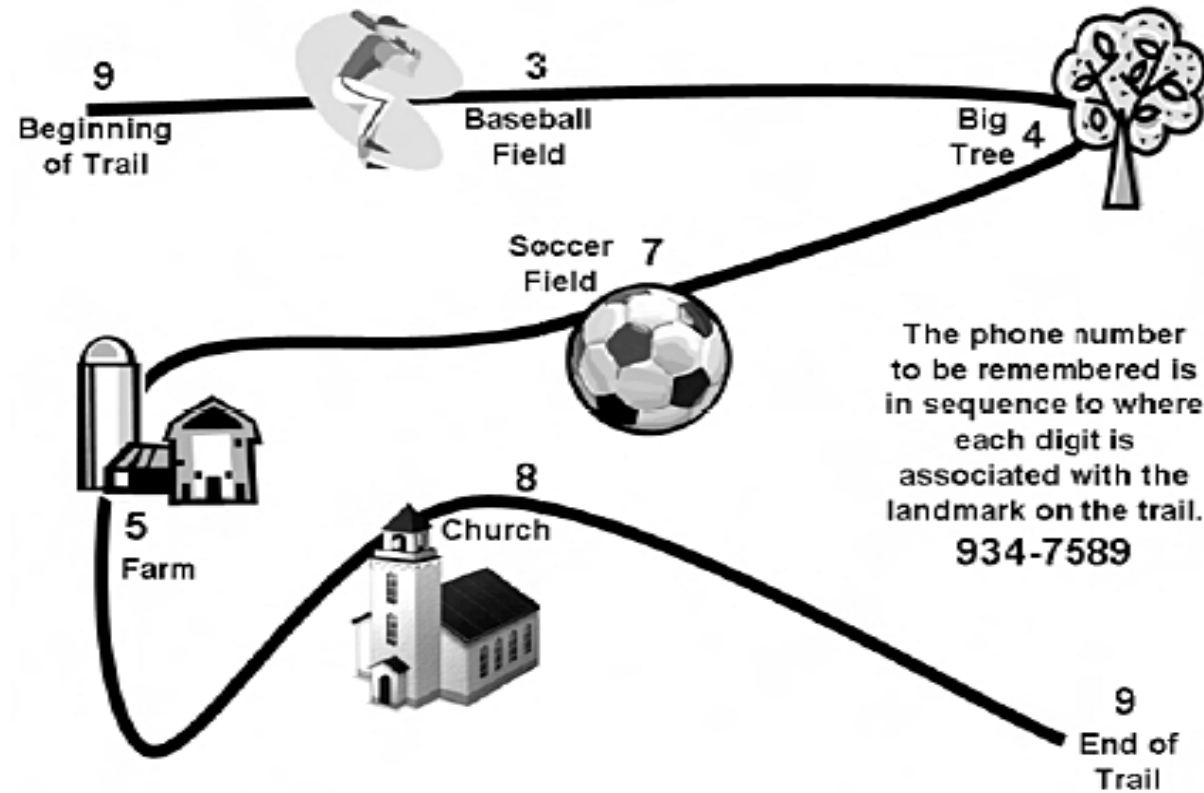 9
Beginning
of Trail
3
Baseball
Field
Big
Tree
4
Soccer
Field
7
The phone number
to be remembered is
in sequence to where
each digit is
associated with the
landmark on the trail.
934-7589
5
Farm
8
Church
9
End of
Trail